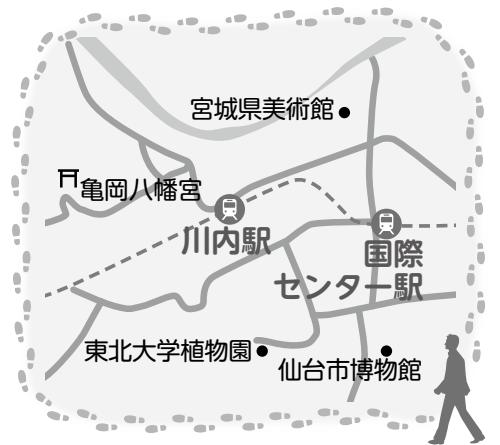 宮城県美術館
亀岡八幡宮
川内駅
国際
センター駅
東北大学植物園
仙台市博物館